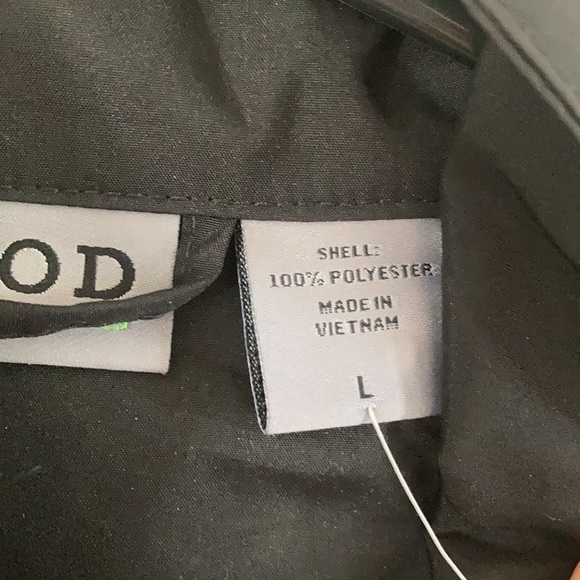 OD
SHELL:
100% POLYESTER
MADE IN
VIETNAM
L